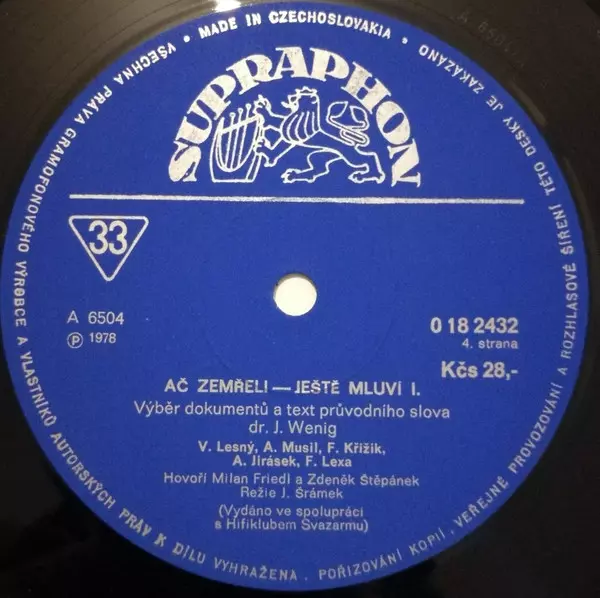 • MADE IN CZECHOSLOVAKIA •
VŠECHNA PRÁVA GRAMOFONOVÉHO VÝROBCE A VLASTNÍKŮ AUTORSKÝCH PRÁV K DÍLU VYHRAŽENA. POŘIZOVÁNÍ KOPIÍ, VEŘEJNÉ PROVOZOVÁNÍ A ROZHLASOVÉ ŠÍŘENÍ TÉTO DESKY JE ZAKÁZÁNO
SUPRAPHON
33
A 6504
Ⓟ 1978
0 18 2432
4. strana
Kčs 28,-
AČ ZEMŘELI — JEŠTĚ MLUVÍ I.
Výběr dokumentů a text průvodního slova
dr. J. Wenig
V. Lesný, A. Musil, F. Křižik,
A. Jirásek, F. Lexa
Hovoří Milan Friedl a Zdeněk Štěpánek
Režie J. Šrámek
(Vydáno ve spolupráci
s Hifiklubem Svazarmu)